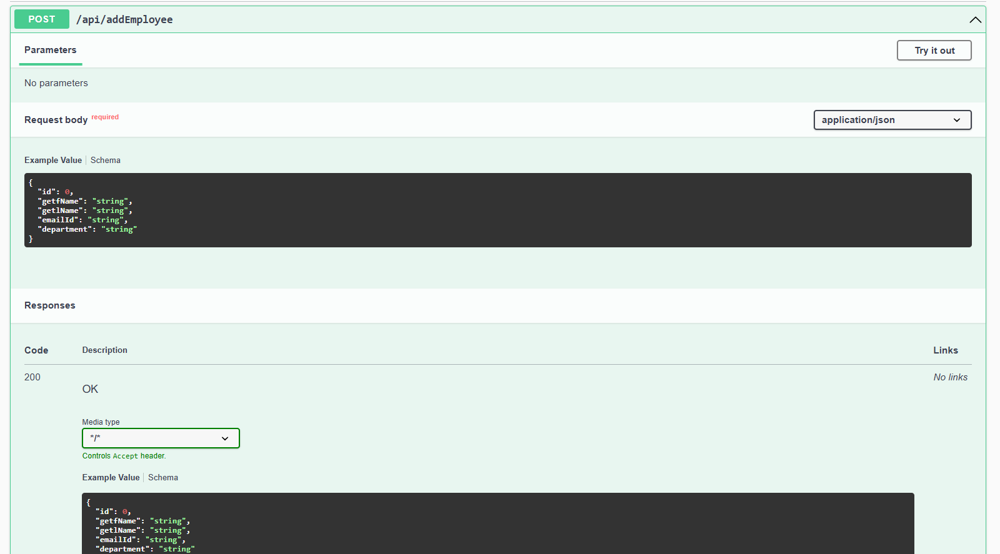 POST /api/addEmployee
Parameters
Try it out
No parameters
Request body required
application/json
Example Value Schema
{
"id": 0,
"getfName": "string",
"getlName": "string",
"emailId": "string",
"department": "string"
}
Responses
Code Description Links
200 No links
OK
Media type
*/*
Controls Accept header.
Example Value Schema
{
"id": 0,
"getfName": "string",
"getlName": "string",
"emailId": "string",
"department": "string"